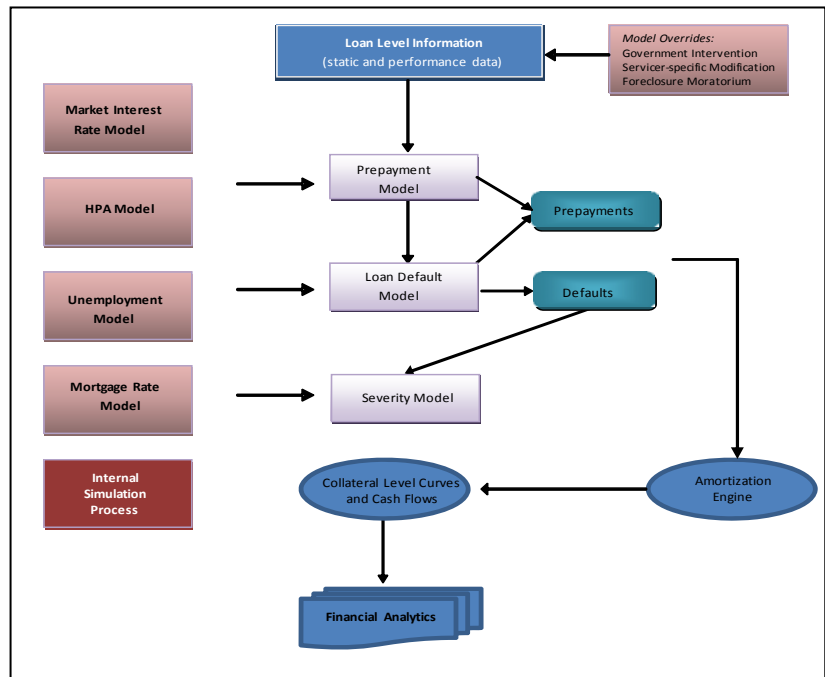 Loan Level Information
(static and performance data)
Model Overrides:
Government Intervention
Servicer-specific Modification
Foreclosure Moratorium
Market Interest
Rate Model
Prepayment
Model
HPA Model
Prepayments
Loan Default
Model
Unemployment
Model
Defaults
Mortgage Rate
Model
Severity Model
Internal
Simulation
Process
Collateral Level Curves
and Cash Flows
Amortization
Engine
Financial Analytics